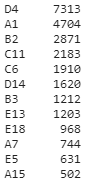 D4 7313
A1 4704
B2 2871
C11 2183
C6 1910
D14 1620
B3 1212
E13 1203
E18 968
A7 744
E5 631
A15 502